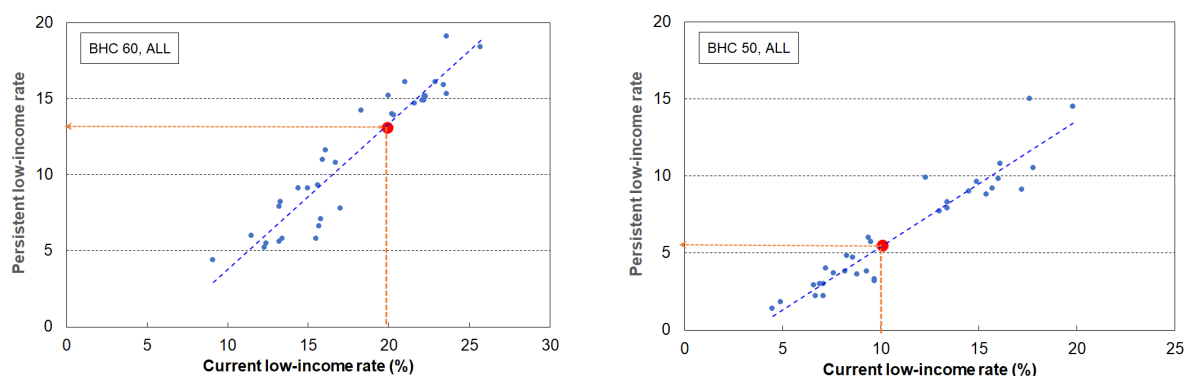 BHC 60, ALL
Persistent low-income rate
20
15
10
5
0
0 5 10 15 20 25 30
Current low-income rate (%)
BHC 50, ALL
Persistent low-income rate
20
15
10
5
0
0 5 10 15 20 25
Current low-income rate (%)